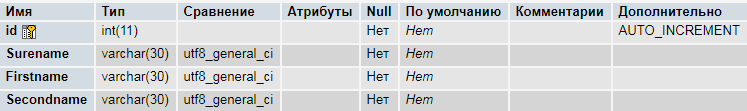 Имя Тип Сравнение Атрибуты Null По умолчанию Комментарии Дополнительно
id int(11) Нет Нет AUTO_INCREMENT
Surename varchar(30) utf8_general_ci Нет Нет
Firstname varchar(30) utf8_general_ci Нет Нет
Secondname varchar(30) utf8_general_ci Нет Нет